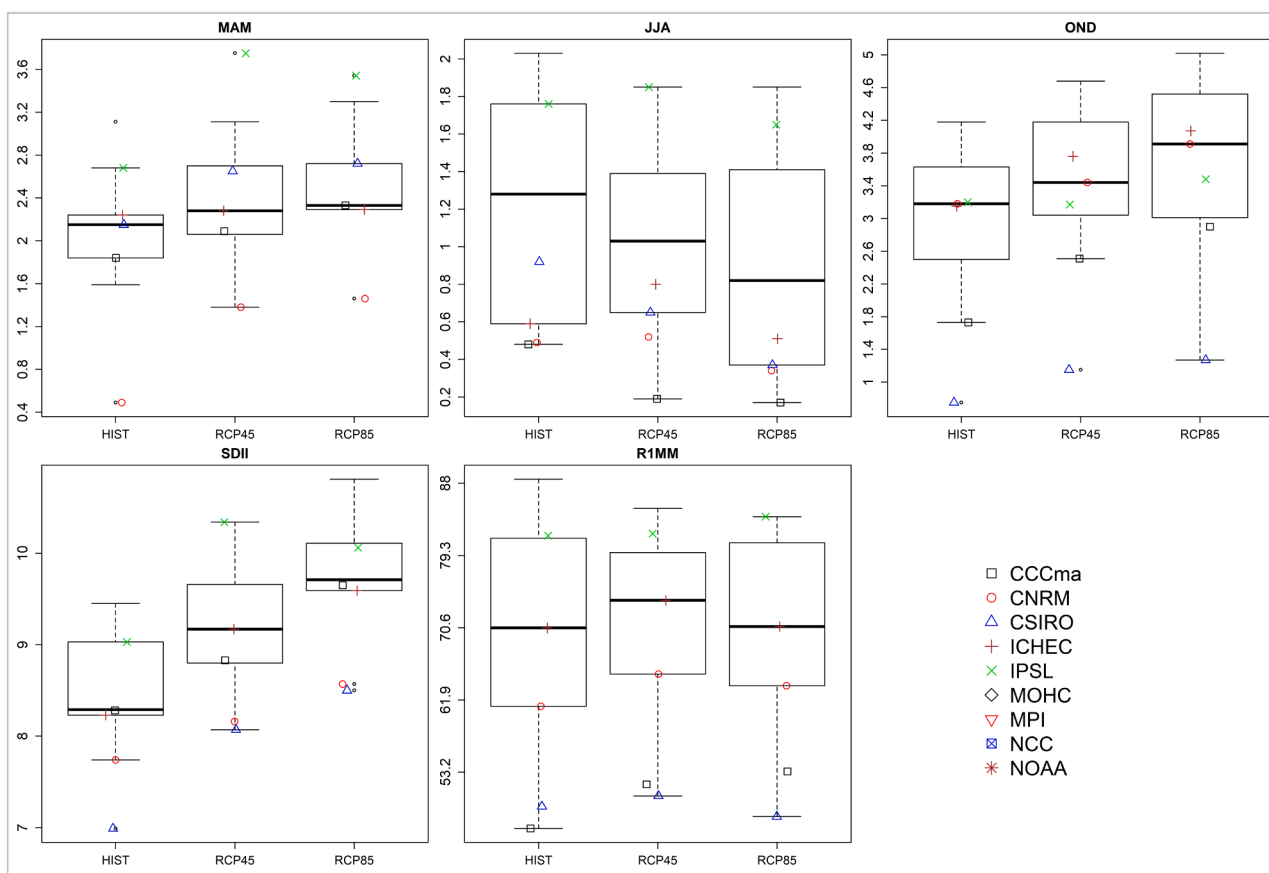 MAM
3.6
3.2
2.8
2.4
2
1.6
1.2
0.8
0.4
HIST
RCP45
RCP85
JJA
2
1.8
1.6
1.4
1.2
1
0.8
0.6
0.4
0.2
HIST
RCP45
RCP85
OND
5
4.6
4.2
3.8
3.4
3
2.6
2.2
1.8
1.4
1
HIST
RCP45
RCP85
SDII
10
9
8
7
HIST
RCP45
RCP85
R1MM
88
79.3
70.6
61.9
53.2
HIST
RCP45
RCP85
CCCma
CNRM
CSIRO
ICHEC
IPSL
MOHC
MPI
NCC
NOAA